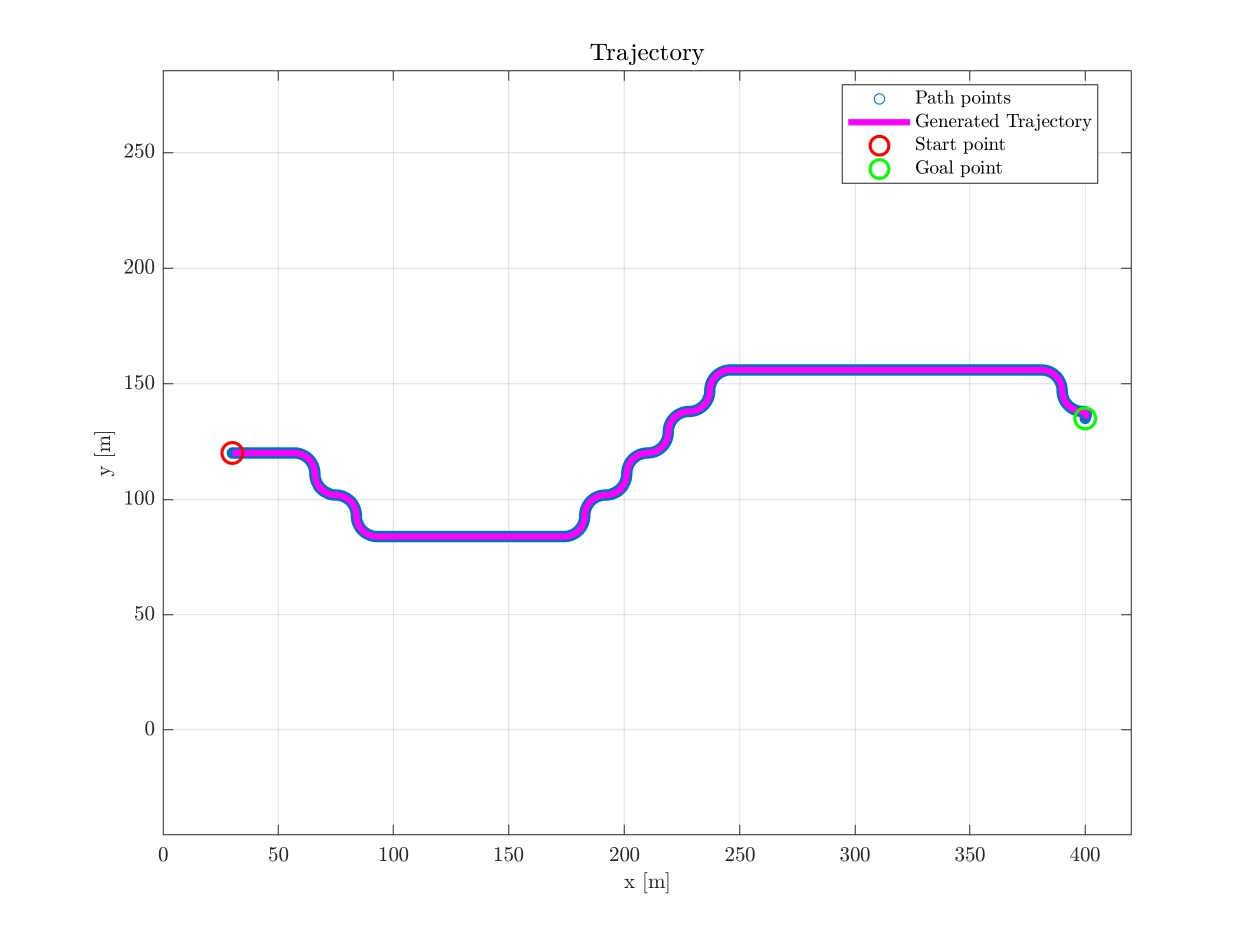 Trajectory
Path points
Generated Trajectory
Start point
Goal point
250
200
150
100
50
0
y [m]
0 50 100 150 200 250 300 350 400
x [m]